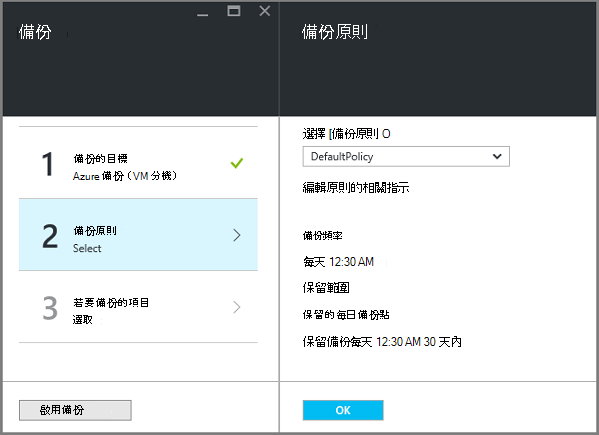 備份
1
備份的目標
Azure 備份（VM 分機）
2
備份原則
Select
3
若要備份的項目
選取
啟用備份
備份原則
選擇 [備份原則 O
DefaultPolicy
編輯原則的相關指示
備份頻率
每天 12:30 AM
保留範圍
保留的每日備份點
保留備份每天 12:30 AM 30 天內
OK